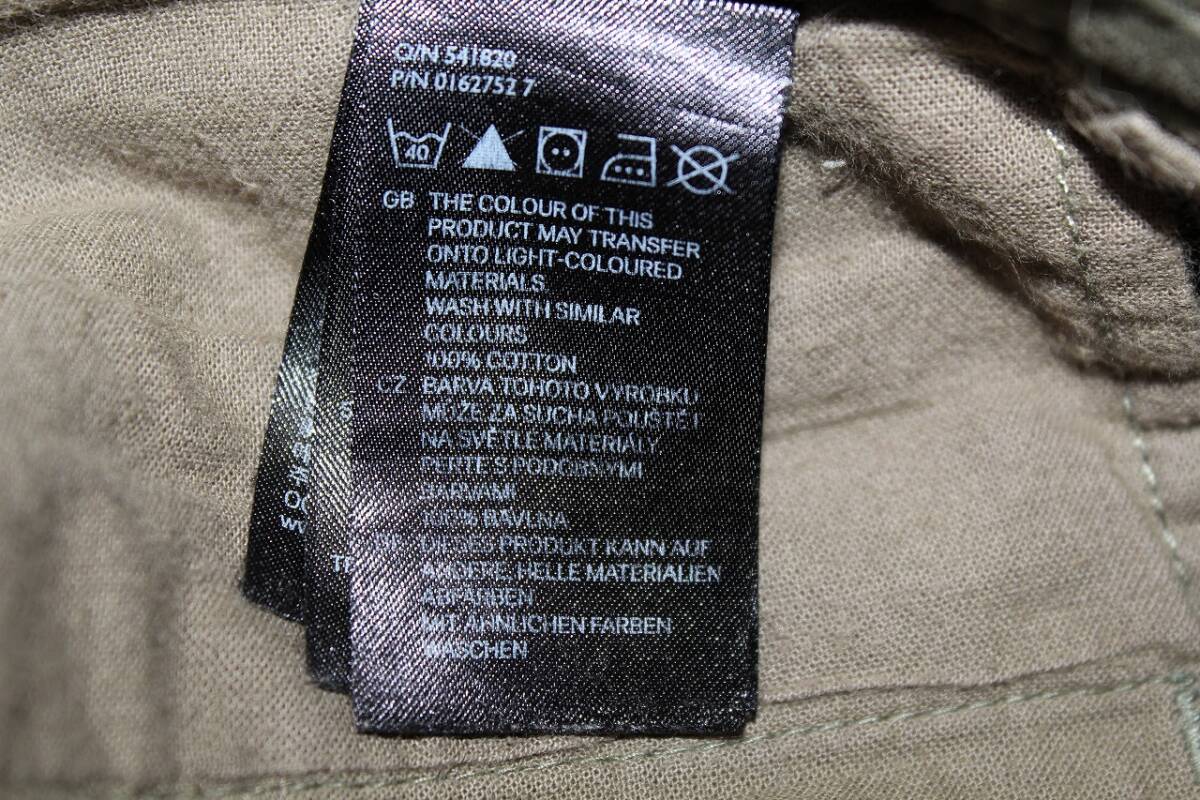 O/N 541820
P/N 0162752 7
40
GB THE COLOUR OF THIS
PRODUCT MAY TRANSFER
ONTO LIGHT-COLOURED
MATERIALS
WASH WITH SIMILAR
COLOURS
100% COTTON
CZ BARVA TOHOTO VÝROBKU
MŮŽE ZA SUCHA POUŠTĚT
NA SVĚTLÉ MATERIÁLY.
PERTE S PODOBNÝMI
BARVAMI
100% BAVLNA
DIESES PRODUKT KANN AUF
ANDERE, HELLE MATERIALIEN
ABFÄRBEN
MIT ÄHNLICHEN FARBEN
WASCHEN